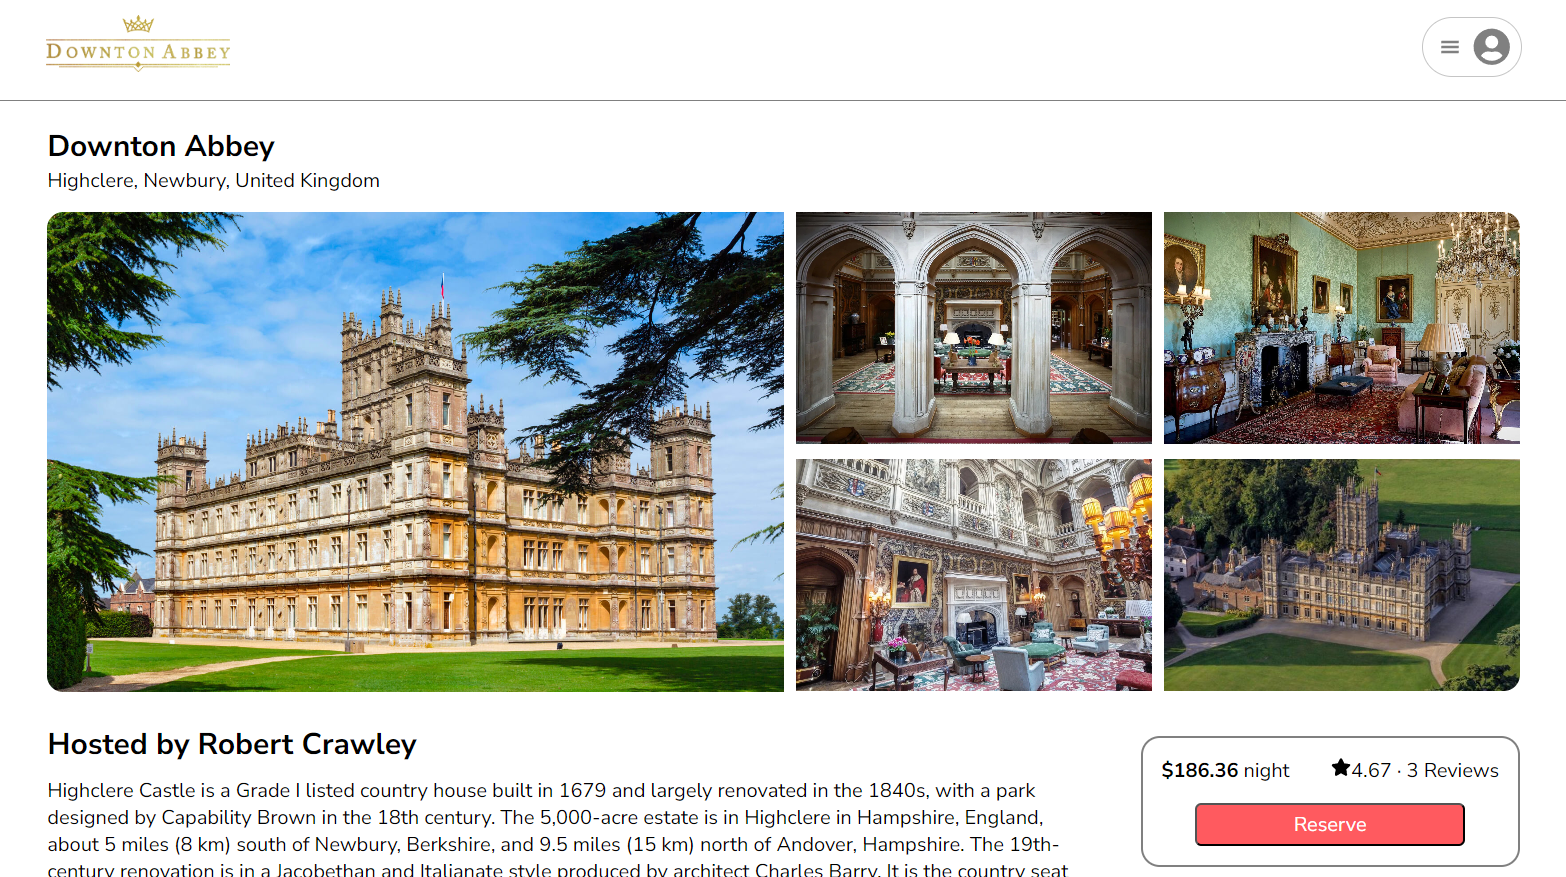 DOWNTON ABBEY
Downton Abbey
Highclere, Newbury, United Kingdom
Hosted by Robert Crawley
Highclere Castle is a Grade I listed country house built in 1679 and largely renovated in the 1840s, with a park
designed by Capability Brown in the 18th century. The 5,000-acre estate is in Highclere in Hampshire, England,
about 5 miles (8 km) south of Newbury, Berkshire, and 9.5 miles (15 km) north of Andover, Hampshire. The 19th-
century renovation is in a Jacobethan and Italianate style produced by architect Charles Barry. It is the country seat
$186.36 night
4.67 · 3 Reviews
Reserve